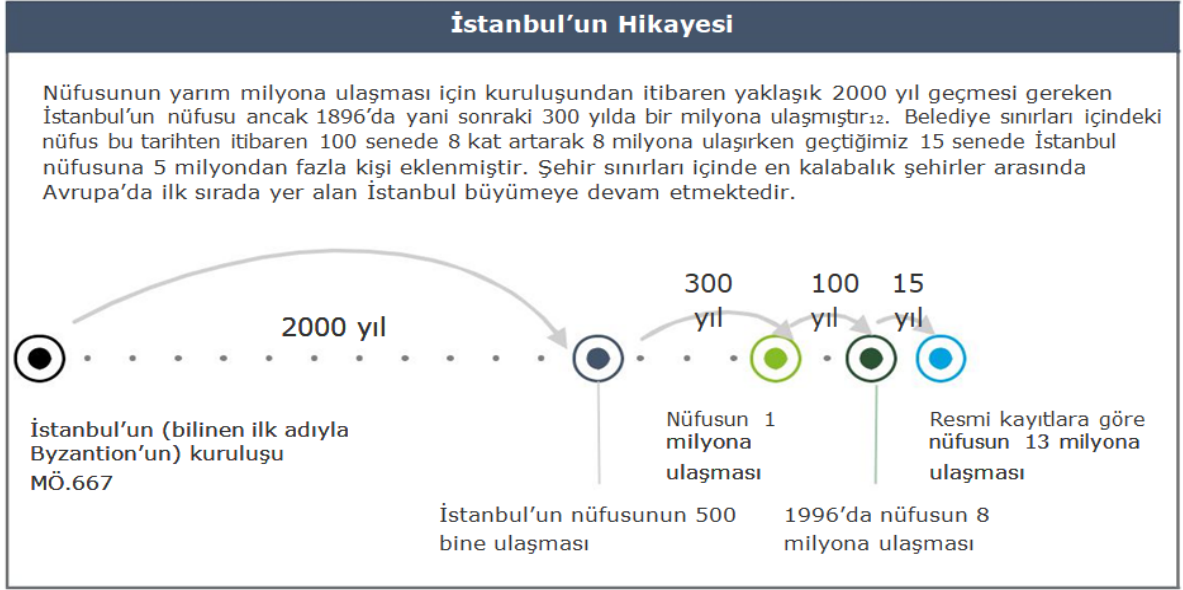 İstanbul’un Hikayesi
Nüfusunun yarım milyona ulaşması için kuruluşundan itibaren yaklaşık 2000 yıl geçmesi gereken
İstanbul’un nüfusu ancak 1896’da yani sonraki 300 yılda bir milyona ulaşmıştır12. Belediye sınırları içindeki
nüfus bu tarihten itibaren 100 senede 8 kat artarak 8 milyona ulaşırken geçtiğimiz 15 senede İstanbul
nüfusuna 5 milyondan fazla kişi eklenmiştir. Şehir sınırları içinde en kalabalık şehirler arasında
Avrupa’da ilk sırada yer alan İstanbul büyümeye devam etmektedir.
2000 yıl
300
yıl
100
yıl
15
yıl
İstanbul’un (bilinen ilk adıyla
Byzantion’un) kuruluşu
MÖ.667
İstanbul’un nüfusunun 500
bine ulaşması
Nüfusun 1
milyona
ulaşması
1996’da nüfusun 8
milyona ulaşması
Resmi kayıtlara göre
nüfusun 13 milyona
ulaşması